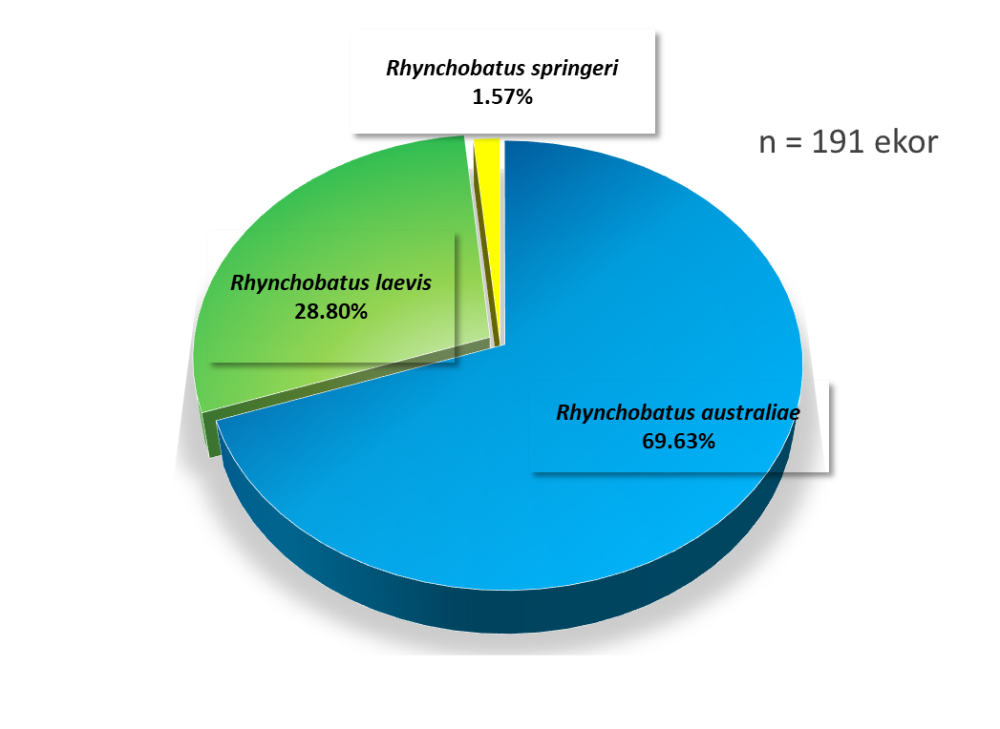 Rhynchobatus springeri
1.57%
n = 191 ekor
Rhynchobatus laevis
28.80%
Rhynchobatus australiae
69.63%